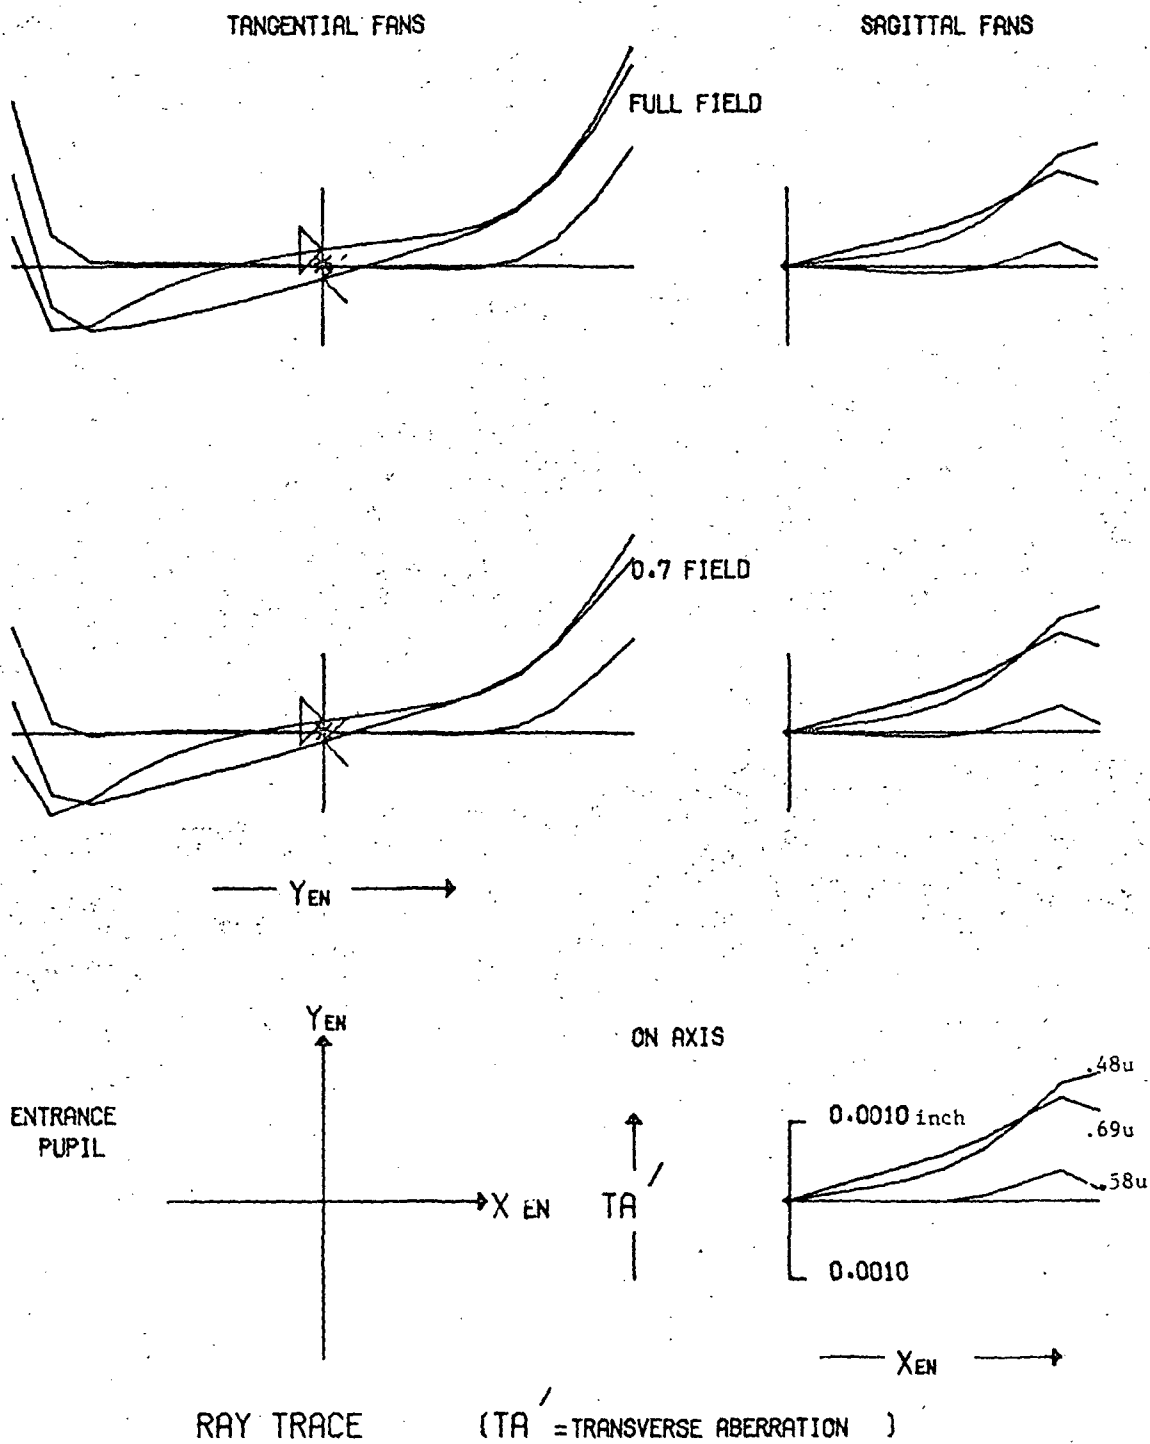 TANGENTIAL FANS
SAGITTAL FANS
FULL FIELD
0.7 FIELD
YEN
YEN
ON AXIS
ENTRANCE
PUPIL
XEN
TA'
0.0010 inch
0.0010
.48u
.69u
.58u
XEN
RAY TRACE (TA' =TRANSVERSE ABERRATION )